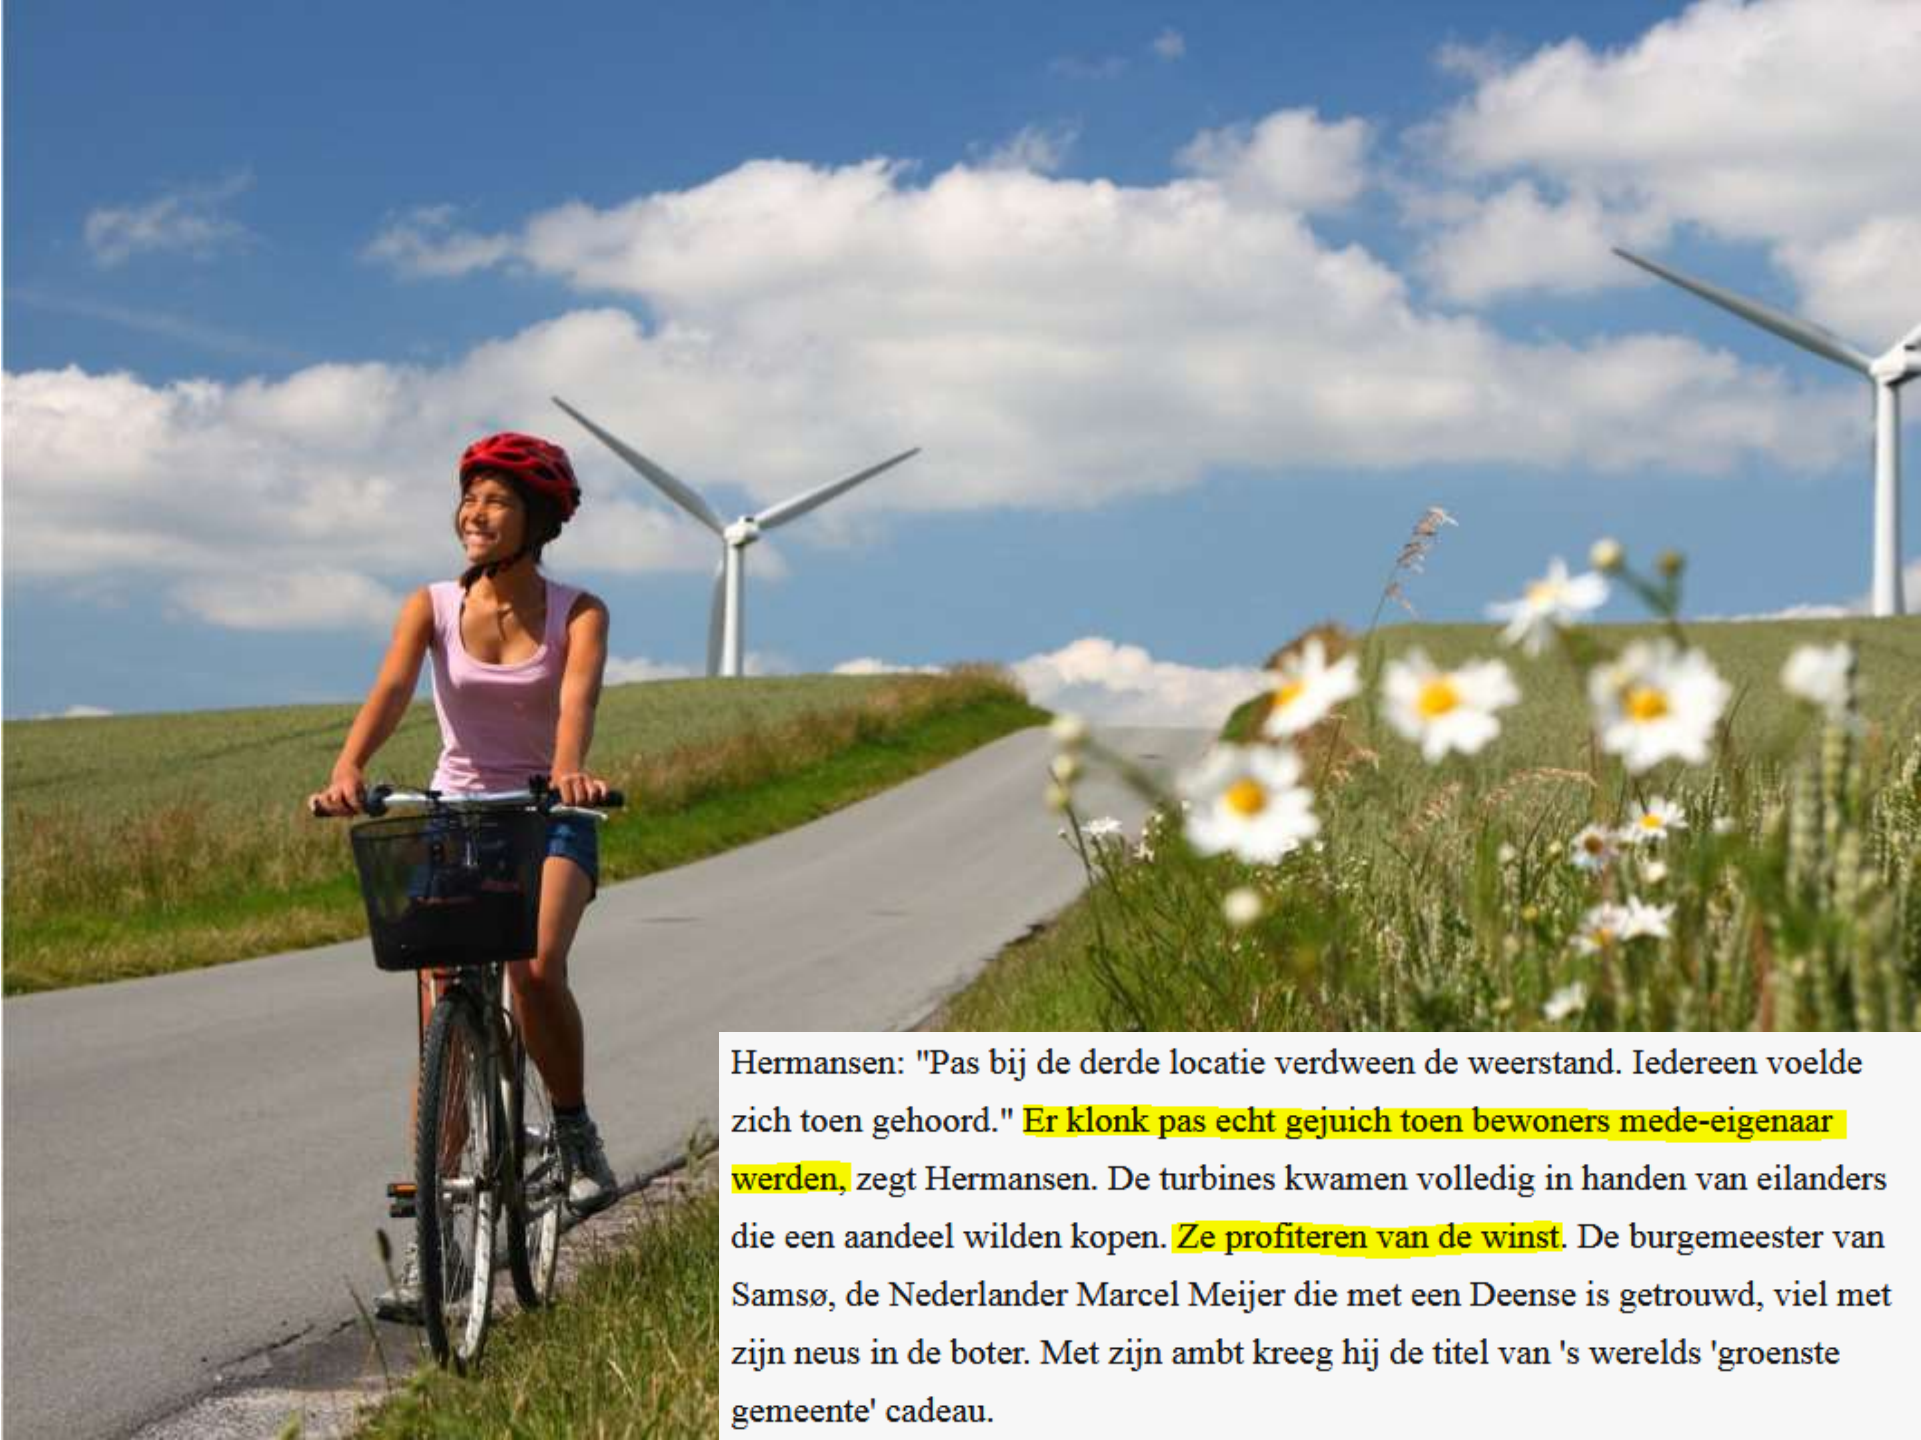 Hermansen: "Pas bij de derde locatie verdween de weerstand. Iedereen voelde
zich toen gehoord." Er klonk pas echt gejuich toen bewoners mede-eigenaar
werden, zegt Hermansen. De turbines kwamen volledig in handen van eilanders
die een aandeel wilden kopen. Ze profiteren van de winst. De burgemeester van
Samsø, de Nederlander Marcel Meijer die met een Deense is getrouwd, viel met
zijn neus in de boter. Met zijn ambt kreeg hij de titel van 's werelds 'groenste
gemeente' cadeau.